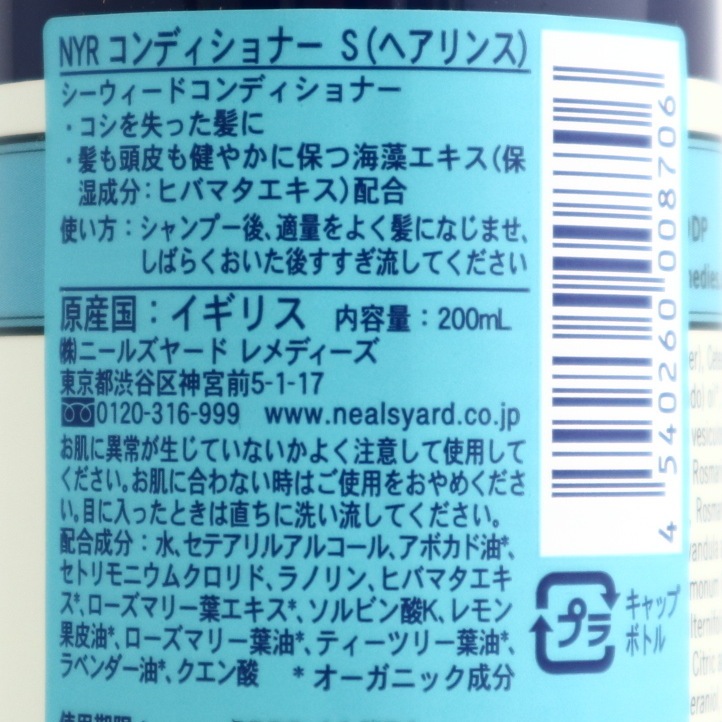 NYR コンディショナー S(ヘアリンス)
シーウィードコンディショナー
・コシを失った髪に
・髪も頭皮も健やかに保つ海藻エキス(保
湿成分：ヒバマタエキス)配合
使い方：シャンプー後、適量をよく髪になじませ、
しばらくおいた後すすぎ流してください
原産国：イギリス 内容量：200mL
㈱ニールズヤード レメディーズ
東京都渋谷区神宮前5-1-17
0120-316-999 www.nealsyard.co.jp
お肌に異常が生じていないかよく注意して使用して
ください。お肌に合わない時はご使用をおやめくださ
い。目に入ったときは直ちに洗い流してください。
配合成分：水、セテアリルアルコール、アボカド油*、
セトリモニウムクロリド、ラノリン、ヒバマタエキ
ス*、ローズマリー葉エキス*、ソルビン酸K、レモン
果皮油*、ローズマリー葉油*、ティーツリー葉油*、
ラベンダー油*、クエン酸 *オーガニック成分
4 540260 008706
プラ
キャップ
ボトル